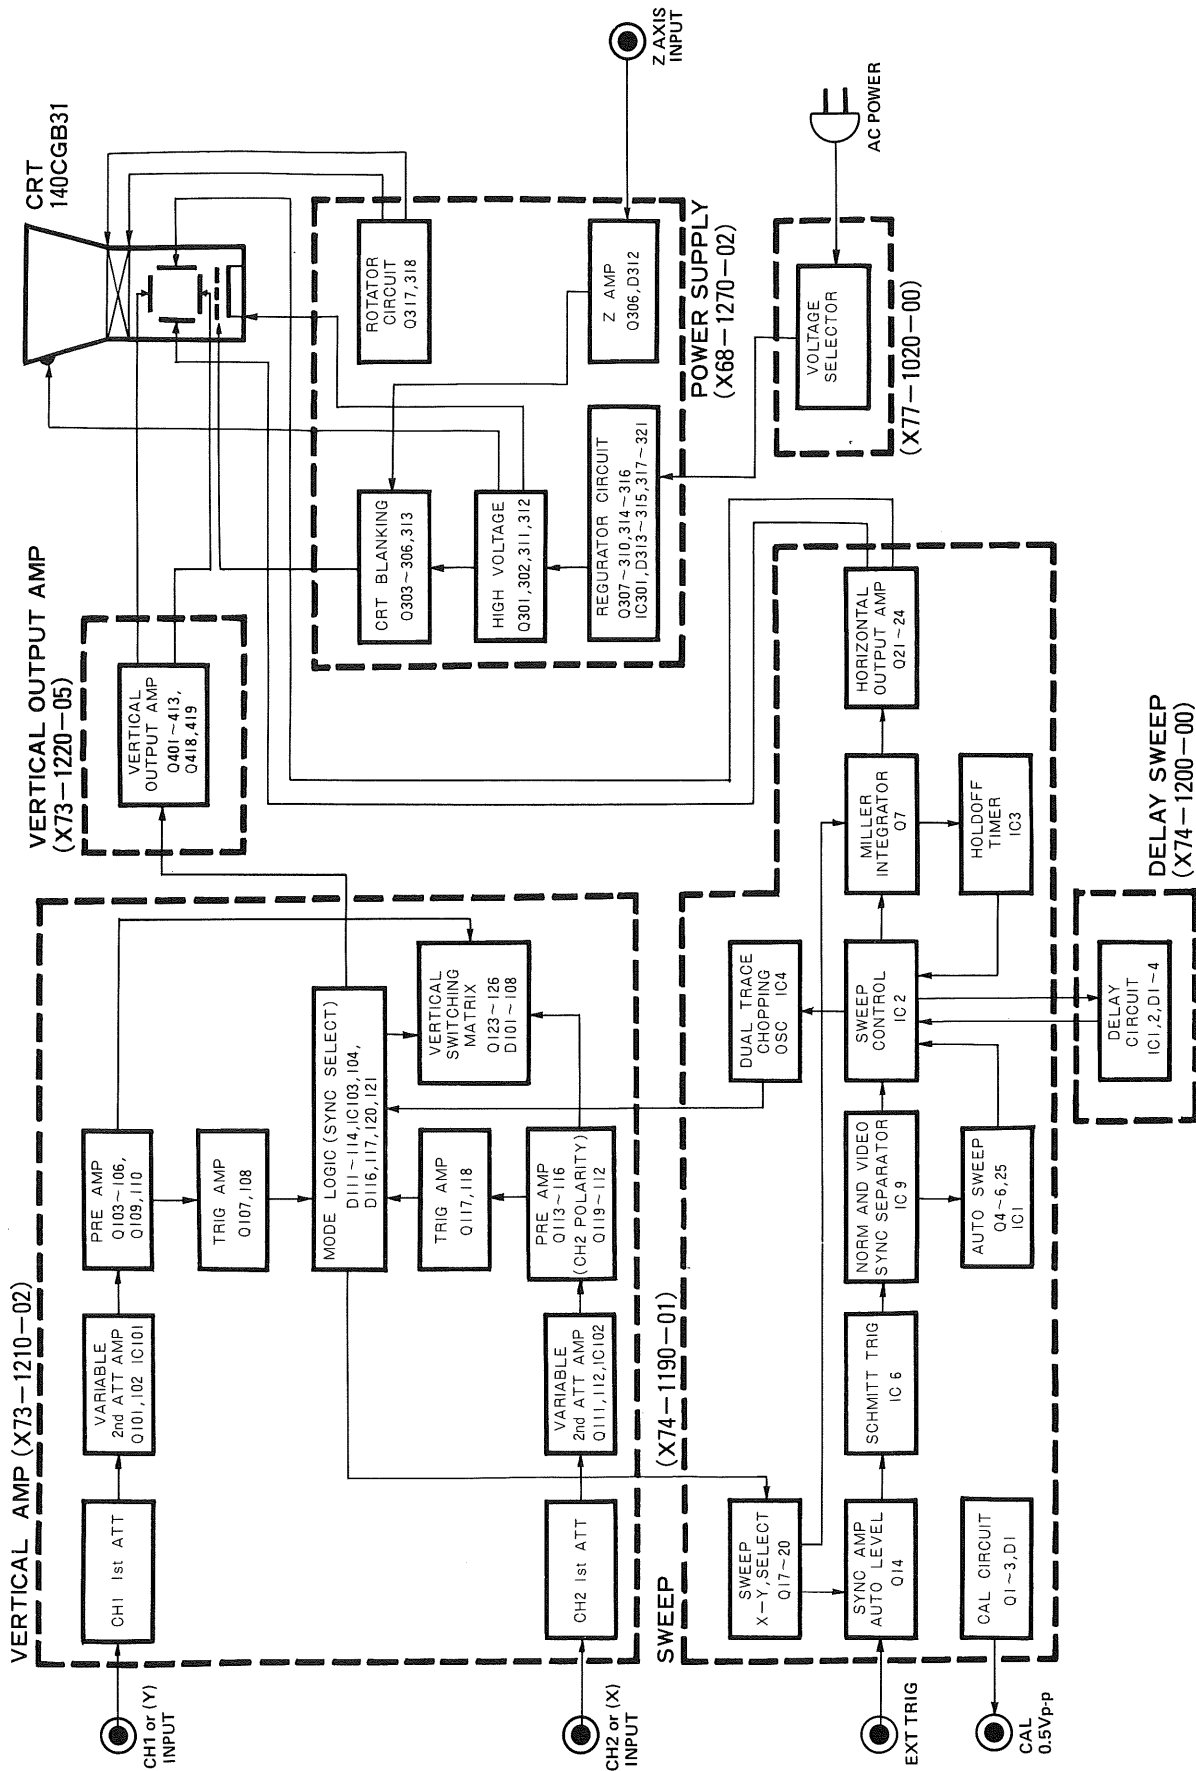 VERTICAL AMP (X73-1210-02)
CH1 or (Y)
INPUT
CH1 1st ATT
VARIABLE
2nd ATT AMP
Q101,102 IC101
PRE AMP
Q103~106,
Q109,110
TRIG AMP
Q107,108
MODE LOGIC (SYNC SELECT)
D111~114,IC103,104,
D116,117,120,121
TRIG AMP
Q117,118
VERTICAL
SWITCHING
MATRIX
Q123~126
D101~108
CH2 or (X)
INPUT
CH2 1st ATT
VARIABLE
2nd ATT AMP
Q111,112,IC102
PRE AMP
Q113~116
(CH2 POLARITY)
Q119~112
VERTICAL OUTPUT AMP
(X73-1220-05)
VERTICAL
OUTPUT AMP
Q401~413,
Q418,419
CRT
140CGB31
ROTATOR
CIRCUIT
Q317,318
CRT BLANKING
Q303~306,313
HIGH VOLTAGE
Q301,302,311,312
REGURATOR CIRCUIT
Q307~310,314~316
IC301,D313~315,317~321
Z AMP
Q306,D312
Z AXIS
INPUT
POWER SUPPLY
(X68-1270-02)
VOLTAGE
SELECTOR
(X77-1020-00)
AC POWER
SWEEP
(X74-1190-01)
SWEEP
X-Y,SELECT
Q17~20
DUAL TRACE
CHOPPING
OSC IC4
EXT TRIG
SYNC AMP
AUTO LEVEL
Q14
SCHMITT TRIG
IC 6
NORM AND VIDEO
SYNC SEPARATOR
IC 9
SWEEP
CONTROL
IC2
MILLER
INTEGRATOR
Q7
HORIZONTAL
OUTPUT AMP
Q21~24
CAL
0.5Vp-p
CAL CIRCUIT
Q1~3,D1
AUTO SWEEP
Q4~6,25
IC1
HOLDOFF
TIMER
IC3
DELAY
CIRCUIT
IC1,2,D1~4
DELAY SWEEP
(X74-1200-00)